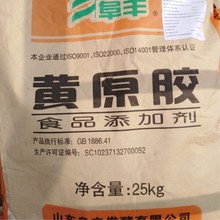 阜丰
本企业通过ISO9001、ISO22000、ISO14001管理体系认证
黄原胶
食品添加剂
产品执行标准: GB 1886.41
生产许可证编号: SC10237132700052
净含量:25kg